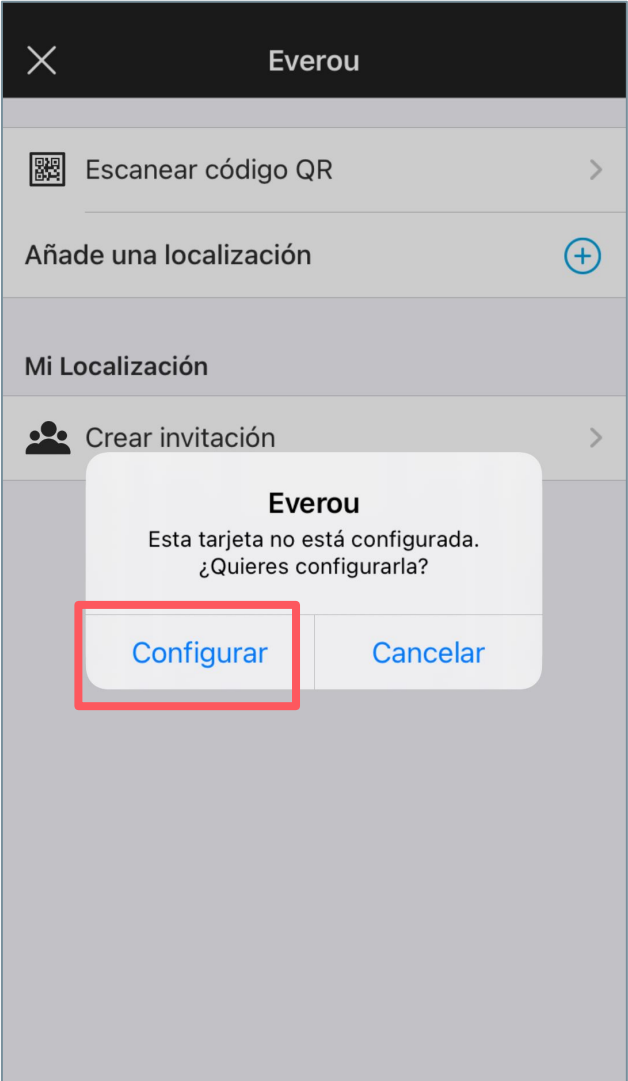 Everou
Escanear código QR
Añade una localización
Mi Localización
Crear invitación
Everou
Esta tarjeta no está configurada.
¿Quieres configurarla?
Configurar
Cancelar